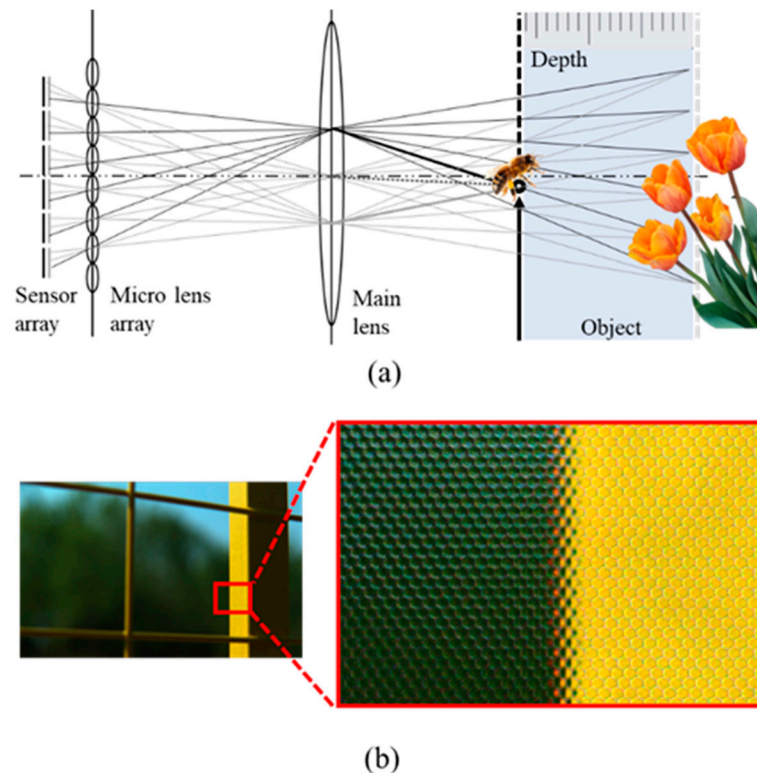 Depth
Sensor
array
Micro lens
array
Main
lens
Object
(a)
(b)